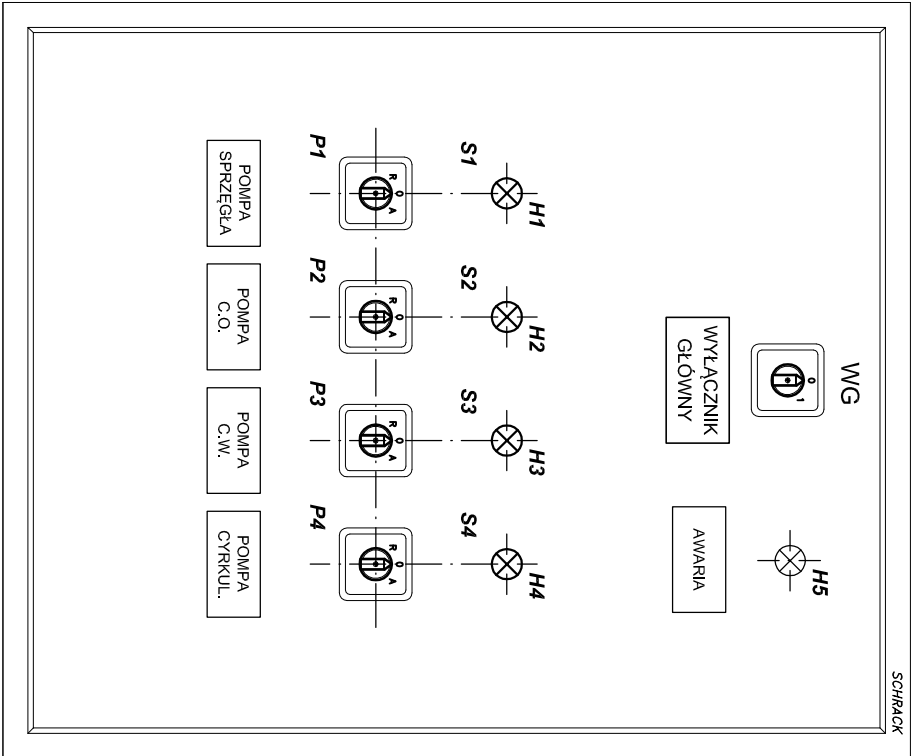 SCHRACK
WG
0
1
WYŁĄCZNIK
GŁÓWNY
H5
AWARIA
H1
H2
H3
H4
S1
S2
S3
S4
R 0 A
R 0 A
R 0 A
R 0 A
P1
P2
P3
P4
POMPA
SPRZĘGŁA
POMPA
C.O.
POMPA
C.W.
POMPA
CYRKUL.